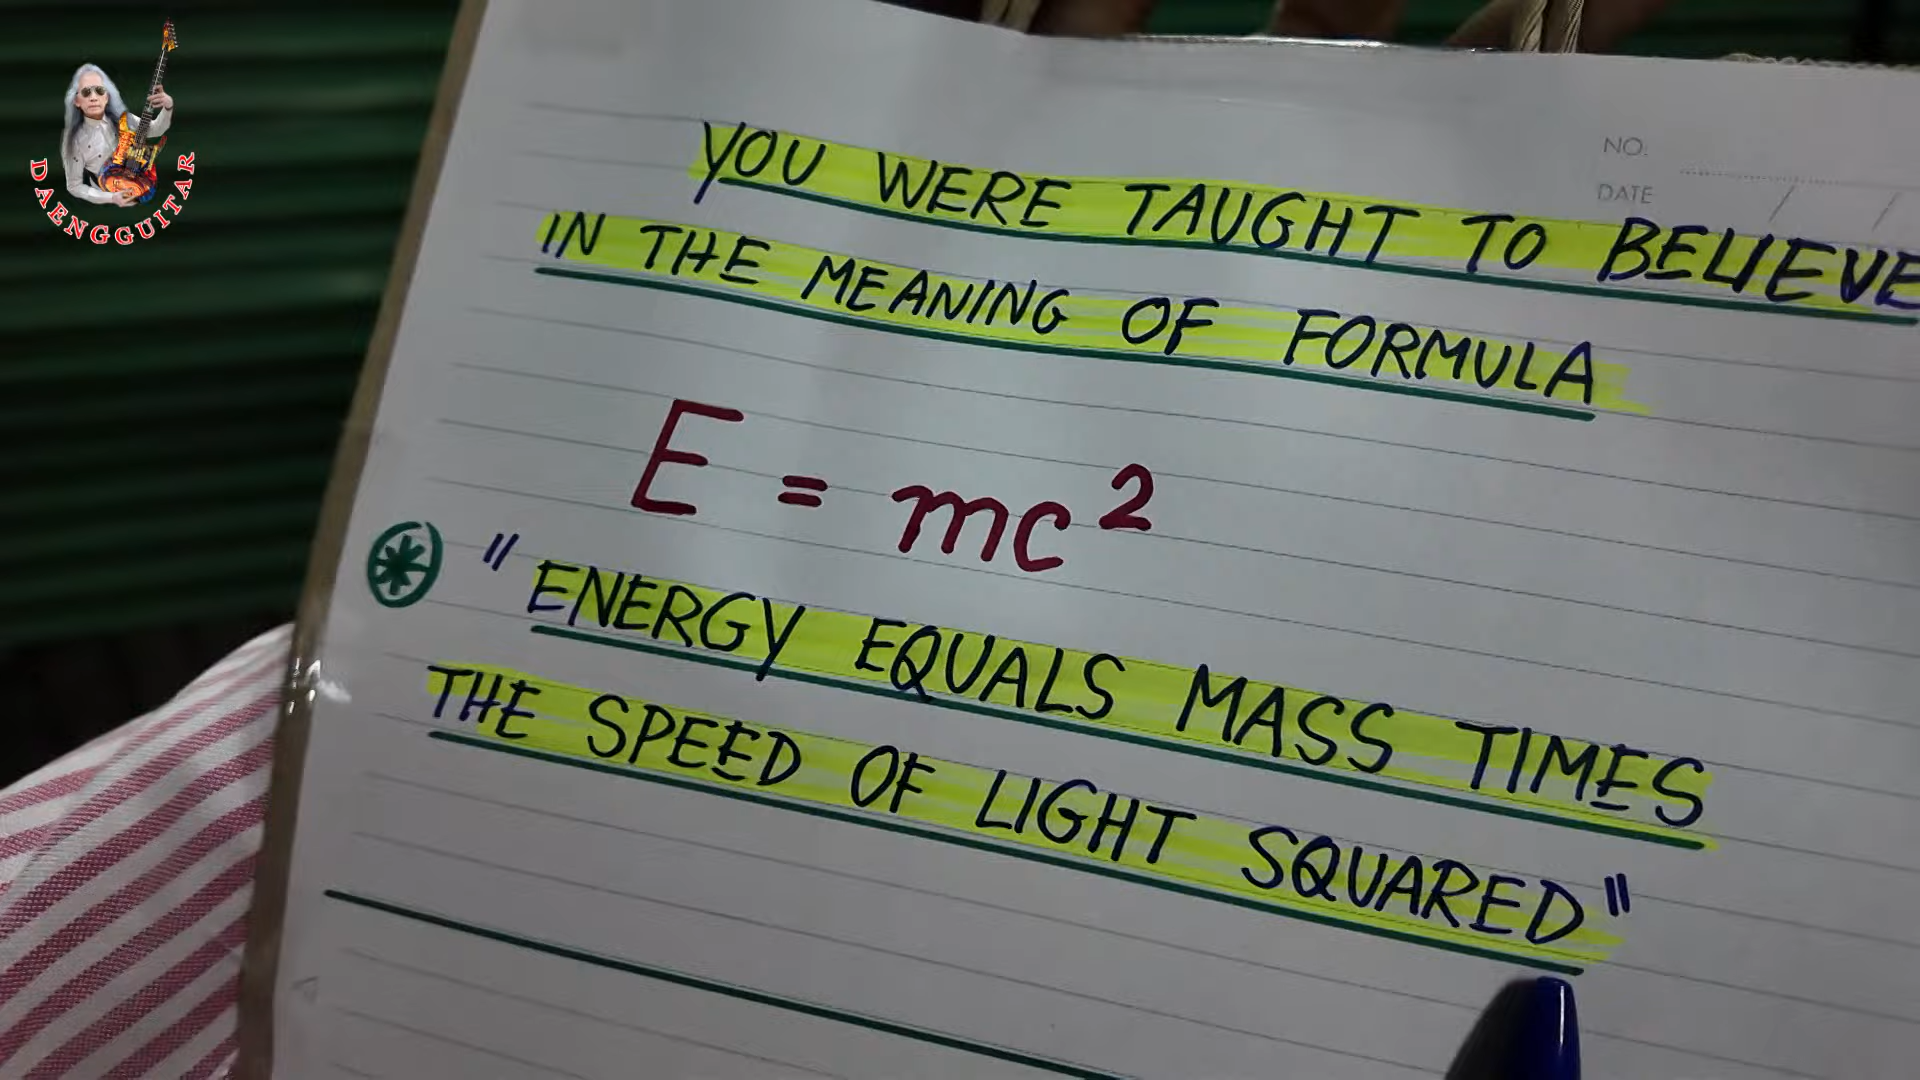 DAENGGUITAR
NO.
DATE / /
YOU WERE TAUGHT TO BELIEVE
IN THE MEANING OF FORMULA
E = mc²
"ENERGY EQUALS MASS TIMES
THE SPEED OF LIGHT SQUARED"